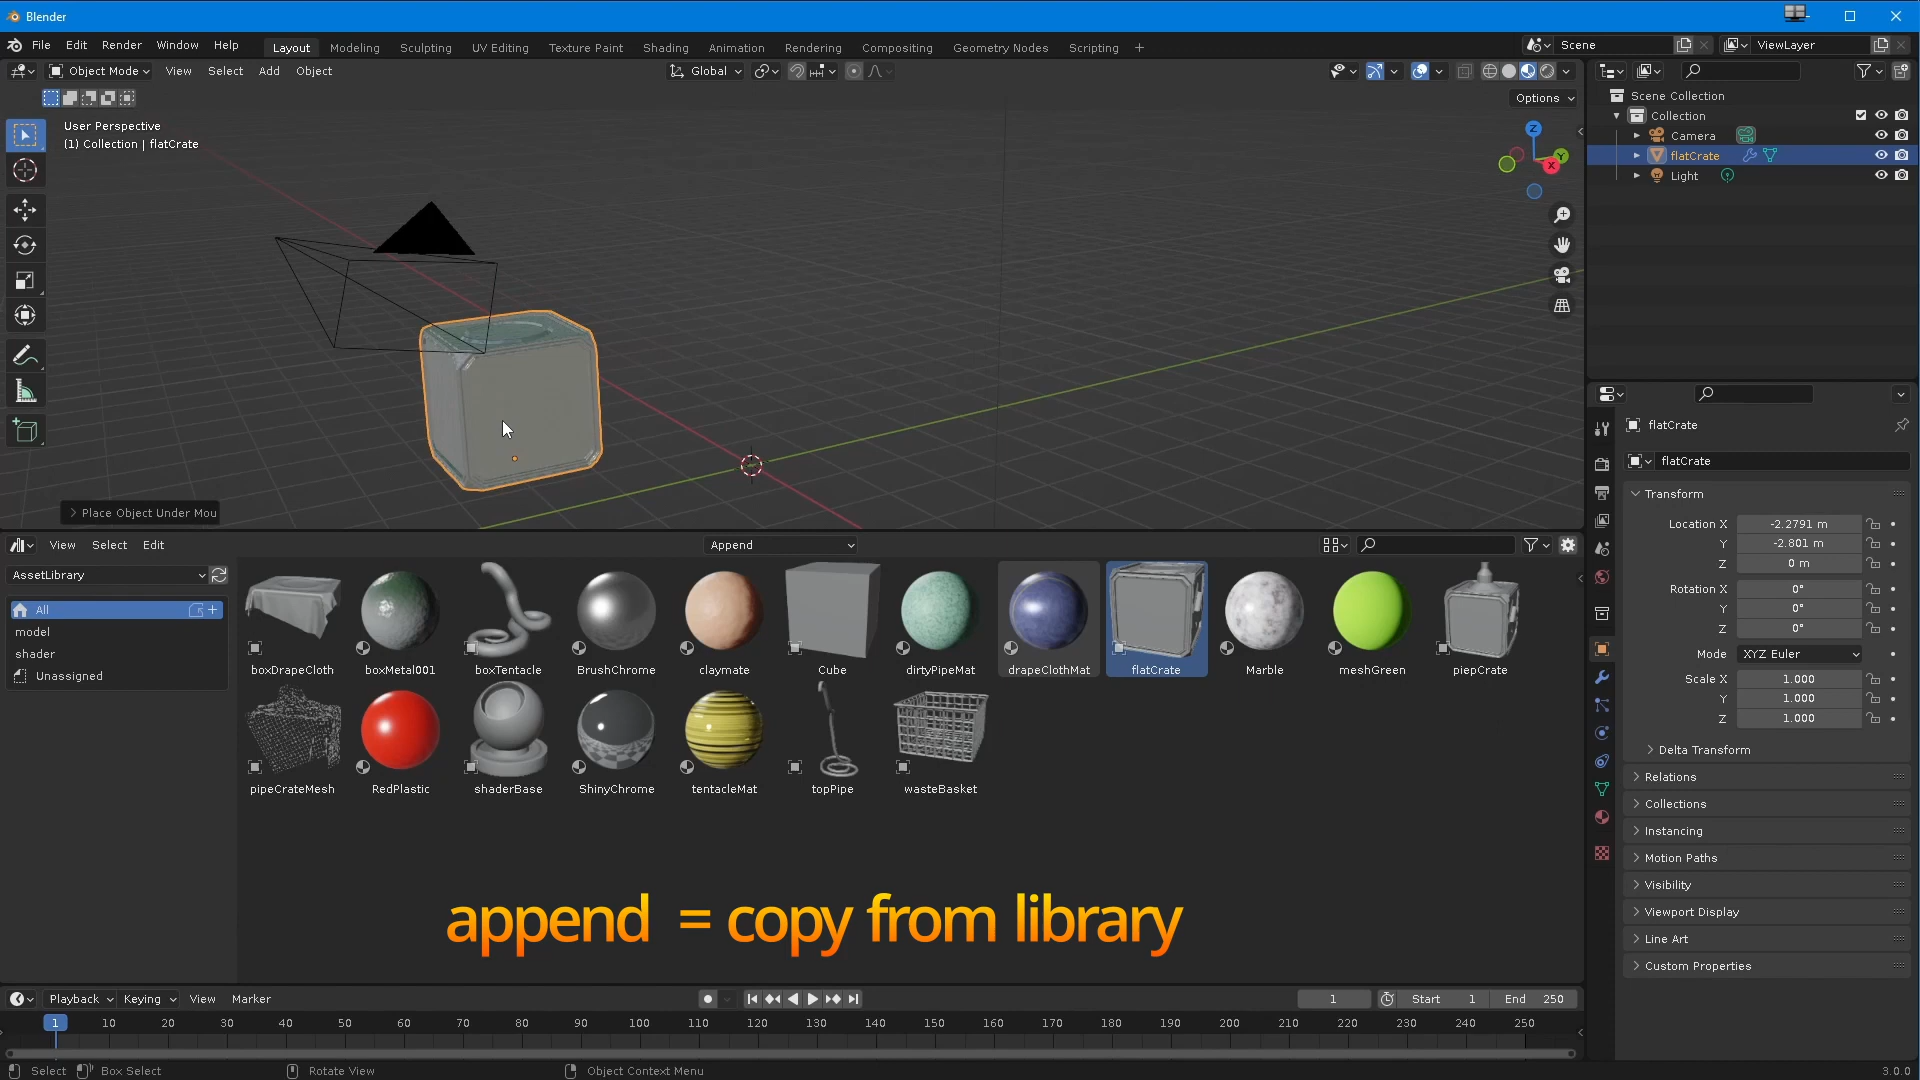 Blender
File Edit Render Window Help
Layout Modeling Sculpting UV Editing Texture Paint Shading Animation Rendering Compositing Geometry Nodes Scripting +
Scene
ViewLayer
Object Mode View Select Add Object
Global
Options
User Perspective
(1) Collection | flatCrate
Z
Y
X
> Place Object Under Mou
Scene Collection
Collection
Camera
flatCrate
Light
flatCrate
flatCrate
Transform
Location X -2.2791 m
Y -2.801 m
Z 0 m
Rotation X 0°
Y 0°
Z 0°
Mode XYZ Euler
Scale X 1.000
Y 1.000
Z 1.000
Delta Transform
Relations
Collections
Instancing
Motion Paths
Visibility
Viewport Display
Line Art
Custom Properties
View Select Edit
Append
AssetLibrary
All
model
shader
Unassigned
boxDrapeCloth boxMetal001 boxTentacle BrushChrome claymate Cube dirtyPipeMat drapeClothMat flatCrate Marble meshGreen piepCrate
pipeCrateMesh RedPlastic shaderBase ShinyChrome tentacleMat topPipe wasteBasket
append = copy from library
Playback Keying View Marker
1
Start 1 End 250
1 10 20 30 40 50 60 70 80 90 100 110 120 130 140 150 160 170 180 190 200 210 220 230 240 250
Select Box Select Rotate View Object Context Menu 3.0.0